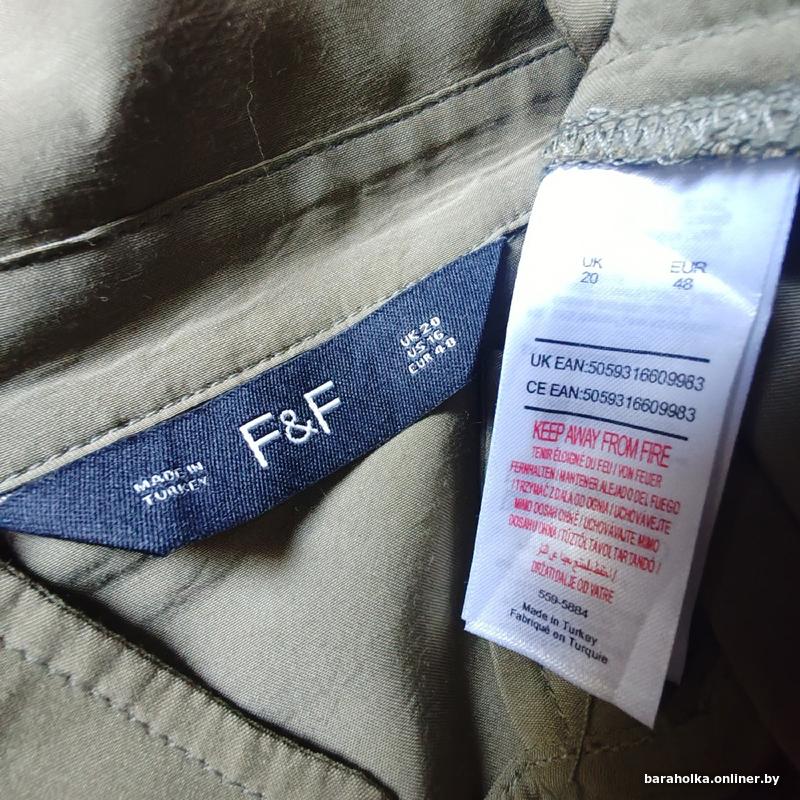 UK 20
US 16
EUR 48
F&F
MADE IN
TURKEY
UK EUR
20 48
UK EAN:5059316609983
CE EAN:5059316609983
KEEP AWAY FROM FIRE
TENIR ÉLOIGNÉ DU FEU / VON FEUER
FERNHALTEN / MANTENER ALEJADO DEL FUEGO
/ TRZYMAĆ Z DALA OD OGNIA / UCHOVÁVEJTE
MIMO DOSAH OHNĚ / UCHOVÁVAJTE MIMO
DOSAHU OHŇA / TŰZTŐL TÁVOL TARTANDÓ /
DRŽATI DALJE OD VATRE
559-5884
Made in Turkey
Fabriqué en Turquie
baraholka.onliner.by